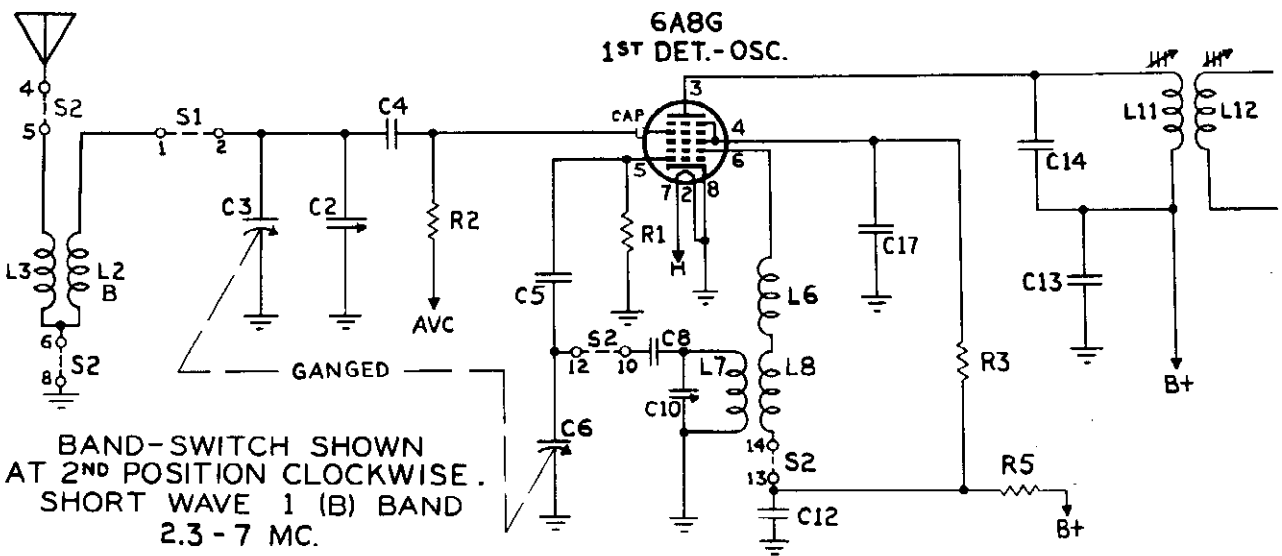 6A8G
1ST DET.-OSC.
4
S2
5
S1
1
2
C4
CAP
3
4
6
5
7
2
8
L11
L12
C14
C3
C2
R2
R1
H
C17
C13
L3
L2
B
C5
L6
AVC
6
S2
8
GANGED
12
S2
10
C8
L7
L8
C10
R3
B+
C6
14
S2
13
R5
C12
B+
BAND-SWITCH SHOWN
AT 2ND POSITION CLOCKWISE.
SHORT WAVE 1 (B) BAND
2.3-7 MC.